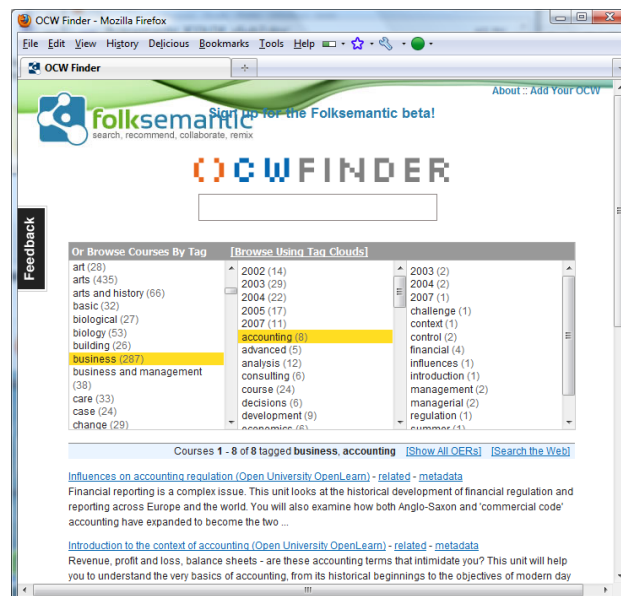 OCW Finder - Mozilla Firefox
File Edit View History Delicious Bookmarks Tools Help
OCW Finder
About :: Add Your OCW
folksemantic
Sign up for the Folksemantic beta!
search, recommend, collaborate, remix
OCWFINDER
Feedback
Or Browse Courses By Tag [Browse Using Tag Clouds]
art (28)
arts (435)
arts and history (66)
basic (32)
biological (27)
biology (53)
building (26)
business (287)
business and management
(38)
care (33)
case (24)
change (29)
2002 (14)
2003 (29)
2004 (22)
2005 (17)
2007 (11)
accounting (8)
advanced (5)
analysis (12)
consulting (6)
course (24)
decisions (6)
development (9)
economics (6)
2003 (2)
2004 (2)
2007 (1)
challenge (1)
context (1)
control (2)
financial (4)
influences (1)
introduction (1)
management (2)
managerial (2)
regulation (1)
summer (1)
Courses 1 - 8 of 8 tagged business, accounting [Show All OERs] [Search the Web]
Influences on accounting regulation (Open University OpenLearn) - related - metadata
Financial reporting is a complex issue. This unit looks at the historical development of financial regulation and
reporting across Europe and the world. You will also examine how both Anglo-Saxon and 'commercial code'
accounting have expanded to become the two ...
Introduction to the context of accounting (Open University OpenLearn) - related - metadata
Revenue, profit and loss, balance sheets - are these accounting terms that intimidate you? This unit will help
you to understand the very basics of accounting, from its historical beginnings to the objectives of modern day